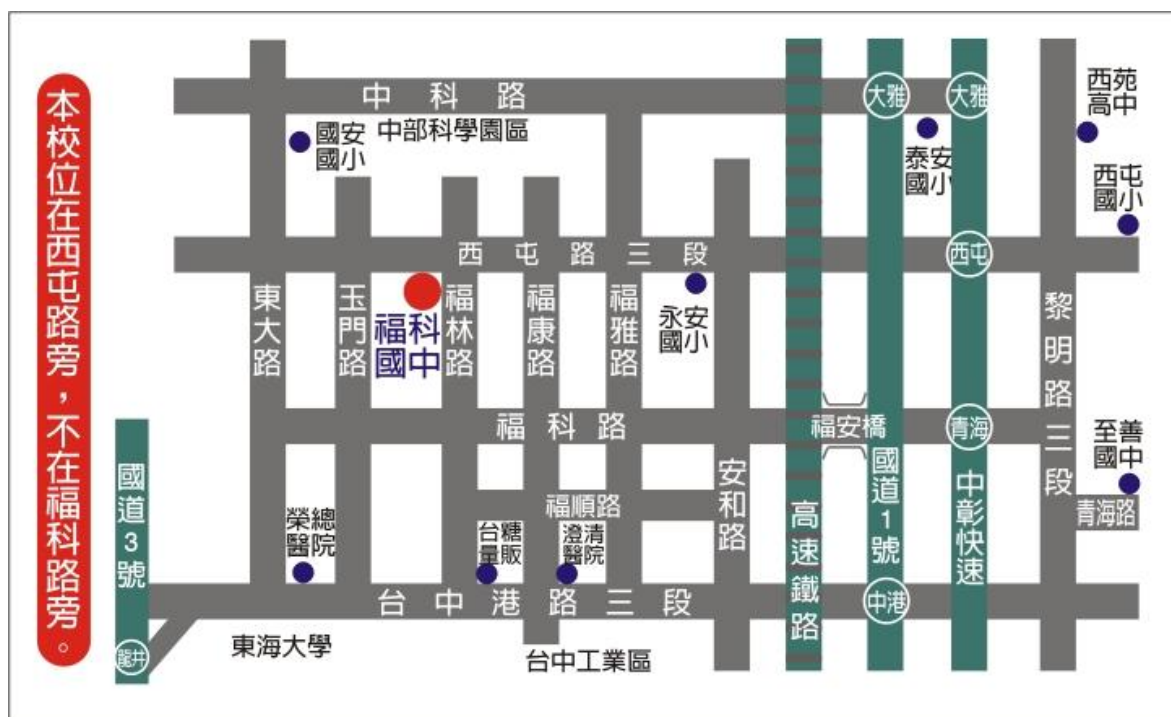 本校位在西屯路旁，不在福科路旁。
中科路
大雅
大雅
西苑
高中
國安
國小
中部科學園區
泰安
國小
西屯
國小
西屯路三段
西屯
東大路
玉門路
福科
國中
福林路
福康路
福雅路
永安
國小
黎明路三段
福科路
福安橋
青海
至善
國中
國道3號
安和路
高速鐵路
國道1號
中彰快速
青海路
福順路
榮總
醫院
台糖
量販
澄清
醫院
台中港路三段
中港
龍井
東海大學
台中工業區